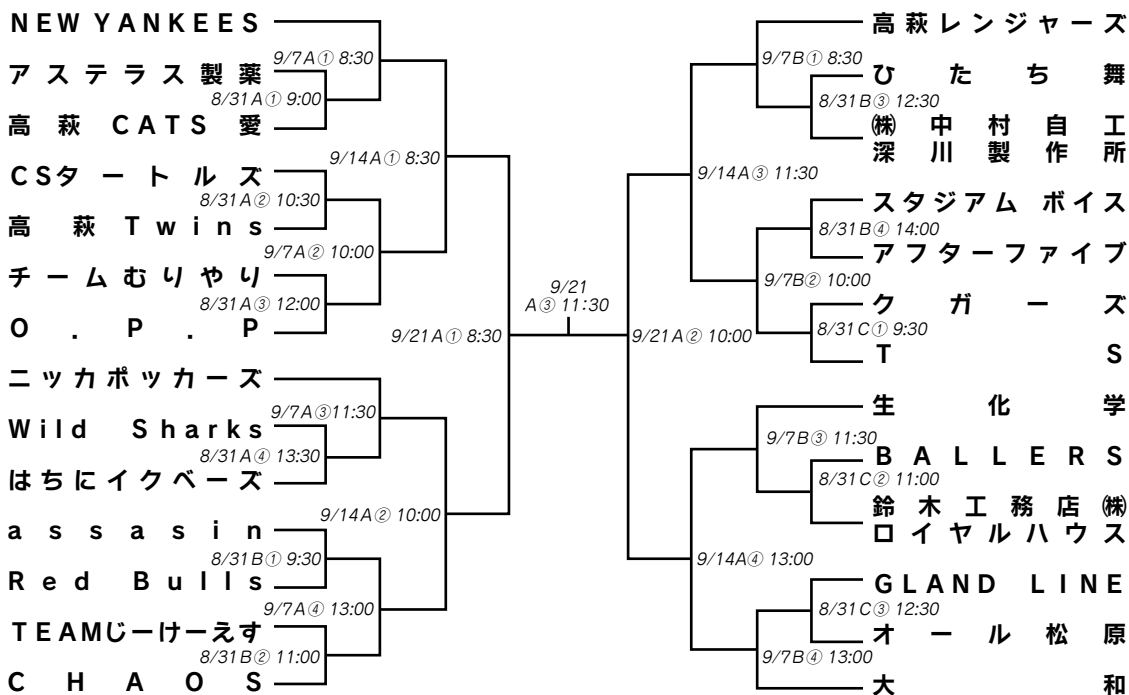 NEW YANKEES
9/7A① 8:30
アステラス製薬
8/31A① 9:00
高萩 CATS 愛
9/14A① 8:30
CSタートルズ
8/31A② 10:30
高萩 Twins
9/7A② 10:00
チームむりやり
8/31A③ 12:00
O.P.P
9/21A① 8:30
ニッカポッカーズ
9/7A③11:30
Wild Sharks
8/31A④ 13:30
はちにイクベーズ
9/14A② 10:00
assasin
8/31B① 9:30
Red Bulls
9/7A④ 13:00
TEAMじーけーえす
8/31B② 11:00
CHAOS
9/21
A③ 11:30
高萩レンジャーズ
9/7B① 8:30
ひたち舞
8/31B③ 12:30
㈱中村自工
深川製作所
9/14A③ 11:30
スタジアム ボイス
8/31B④ 14:00
アフターファイブ
9/7B② 10:00
クガーズ
8/31C① 9:30
TS
9/21A② 10:00
生化学
9/7B③ 11:30
BALLERS
8/31C② 11:00
鈴木工務店㈱
ロイヤルハウス
9/14A④ 13:00
GLAND LINE
8/31C③ 12:30
オール松原
9/7B④ 13:00
大和